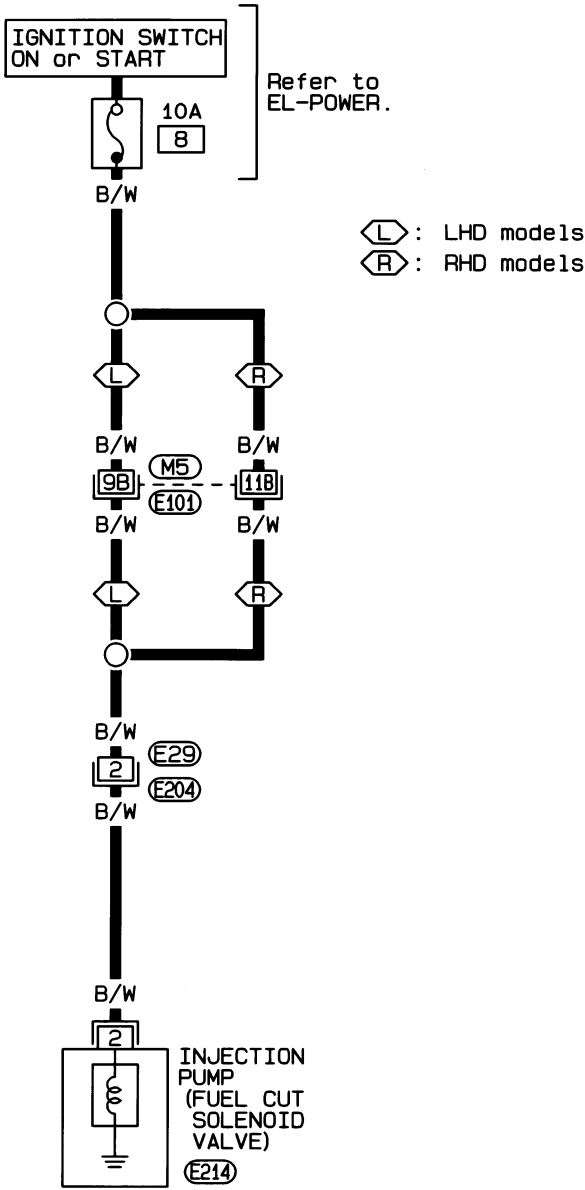 IGNITION SWITCH
ON or START
Refer to
EL-POWER.
10A
8
B/W
L : LHD models
R : RHD models
L
R
B/W
B/W
9B
M5
E101
11B
B/W
B/W
L
R
B/W
2
E29
E204
B/W
B/W
2
INJECTION
PUMP
(FUEL CUT
SOLENOID
VALVE)
E214